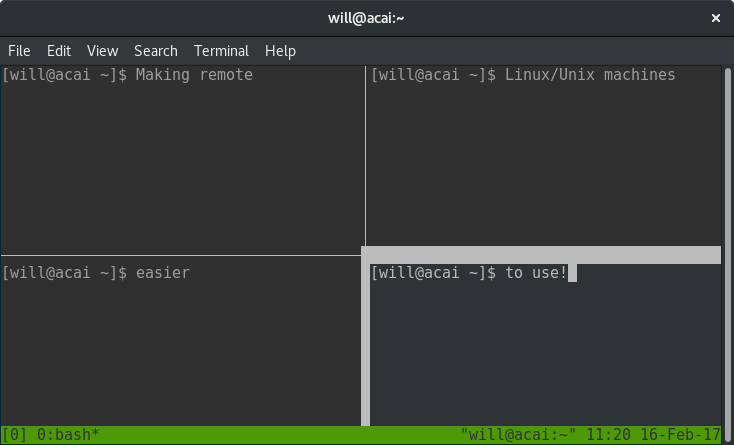 will@acai:~
File Edit View Search Terminal Help
[will@acai ~]$ Making remote
[will@acai ~]$ Linux/Unix machines
[will@acai ~]$ easier
[will@acai ~]$ to use!
[0] 0:bash* "will@acai:~" 11:20 16-Feb-17